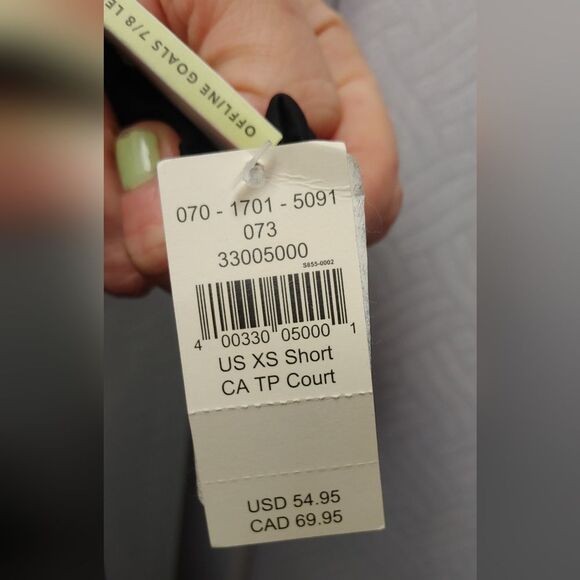 OFFLINE GOALS 7/8 LE
070 - 1701 - 5091
073
33005000
S655-0002
4 00330 05000 1
US XS Short
CA TP Court
USD 54.95
CAD 69.95